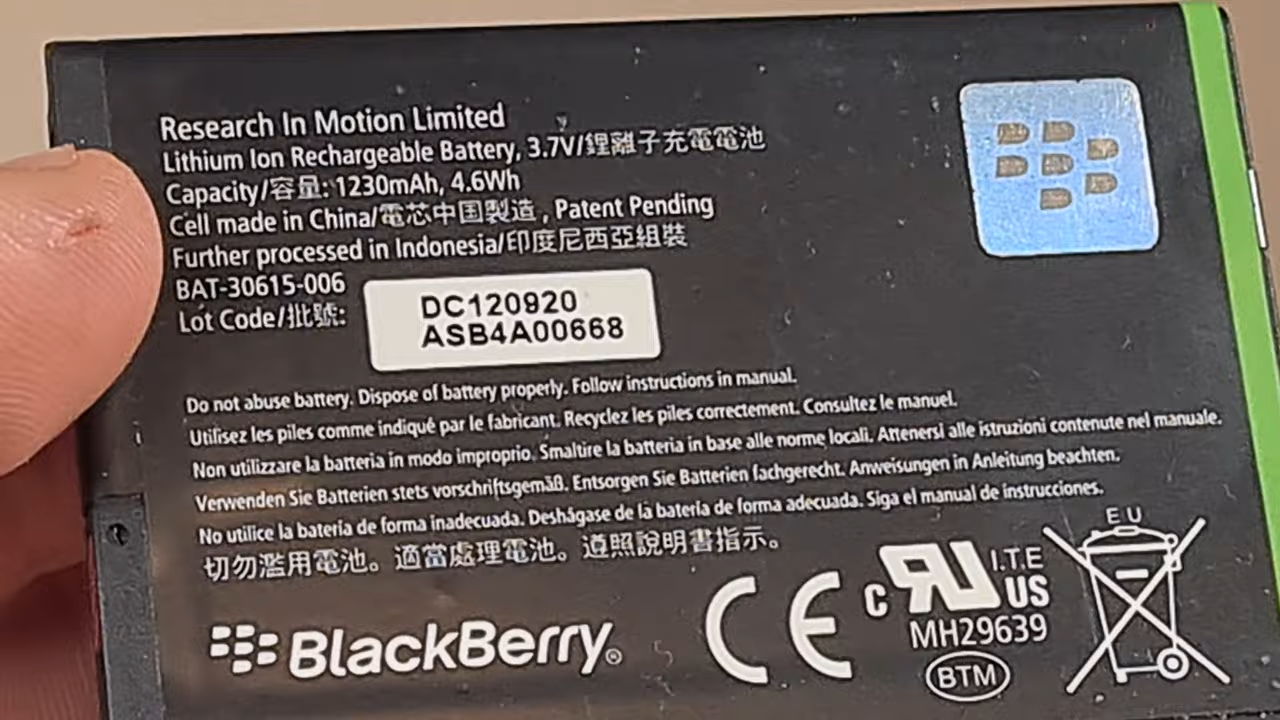 Research In Motion Limited
Lithium Ion Rechargeable Battery, 3.7V/鋰離子充電電池
Capacity/容量: 1230mAh, 4.6Wh
Cell made in China/電芯中国製造 , Patent Pending
Further processed in Indonesia/印度尼西亞組裝
BAT-30615-006
Lot Code/批號:
DC120920
ASB4A00668
Do not abuse battery. Dispose of battery properly. Follow instructions in manual.
Utilisez les piles comme indiqué par le fabricant. Recyclez les piles correctement. Consultez le manuel.
Non utilizzare la batteria in modo improprio. Smaltire la batteria in base alle norme locali. Attenersi alle istruzioni contenute nel manuale.
Verwenden Sie Batterien stets vorschriftsgemäß. Entsorgen Sie Batterien fachgerecht. Anweisungen in Anleitung beachten.
No utilice la batería de forma inadecuada. Deshágase de la batería de forma adecuada. Siga el manual de instrucciones.
切勿濫用電池。適當處理電池。遵照說明書指示。
BlackBerry®
CE
c RU US
I.T.E
MH29639
BTM
EU